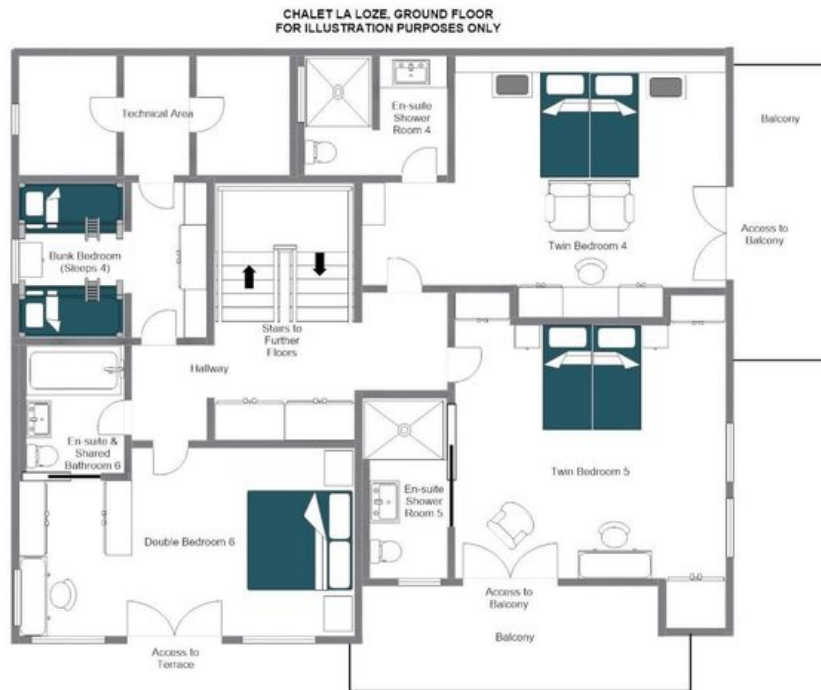 CHALET LA LOZE, GROUND FLOOR
FOR ILLUSTRATION PURPOSES ONLY
Technical Area
En-suite
Shower
Room 4
Balcony
Twin Bedroom 4
Access to
Balcony
Bunk Bedroom
(Sleeps 4)
Stairs to
Further
Floors
Hallway
En-suite &
Shared
Bathroom 6
Twin Bedroom 5
En-suite
Shower
Room 5
Double Bedroom 6
Access to
Balcony
Balcony
Access to
Terrace